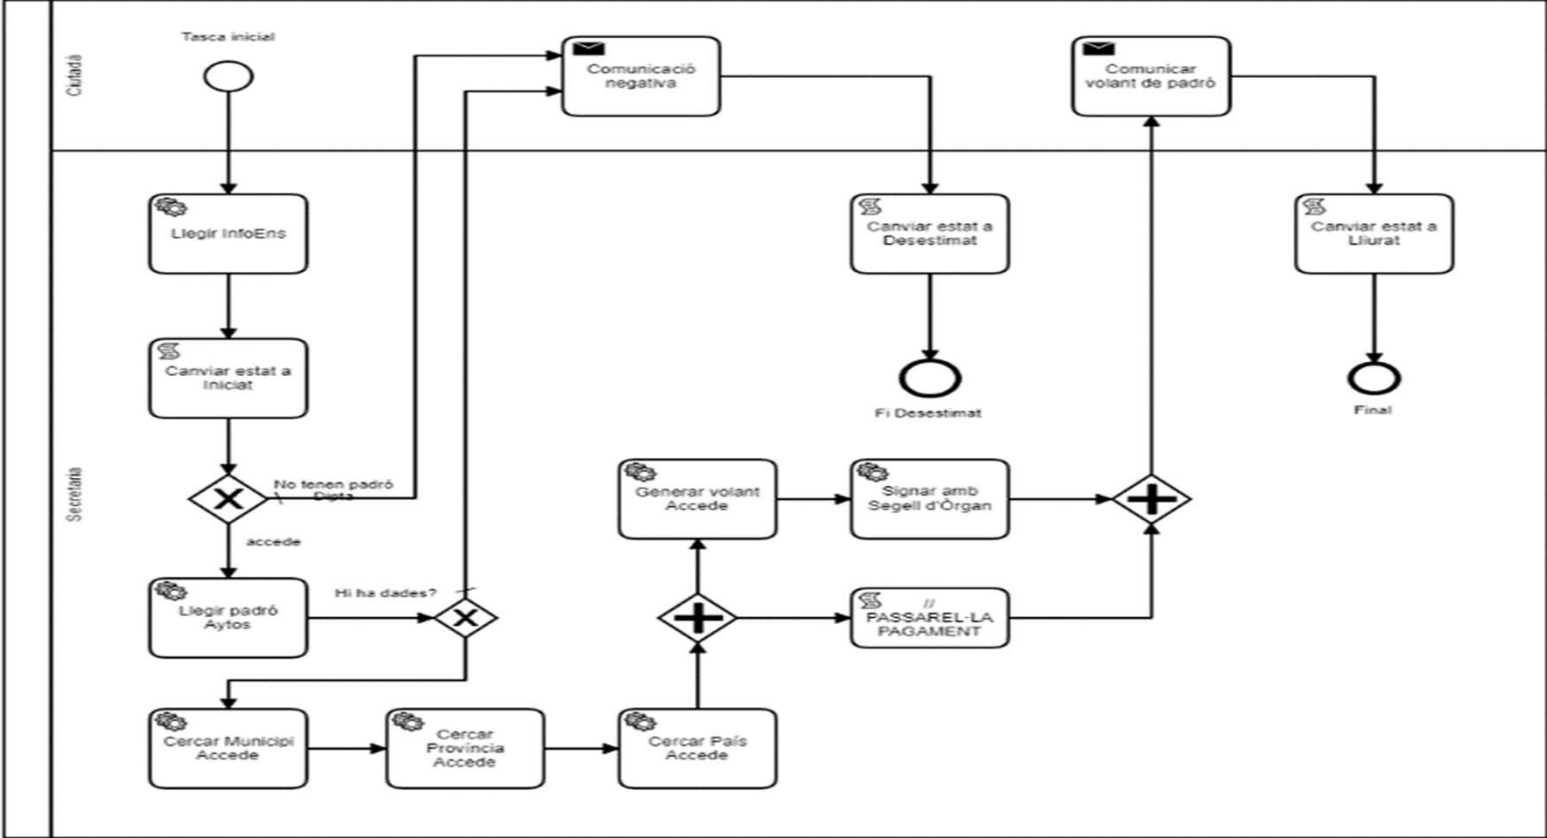 Tasca inicial
Ciutadà
Comunicació
negativa
Comunicar
volant de padró
Secretaria
Llegir InfoEns
Canviar estat a
Desestimat
Canviar estat a
Lliurat
Canviar estat a
Iniciat
Fi Desestimat
Final
No tenen padró
Dipta
accede
Generar volant
Accede
Signar amb
Segell d'Òrgan
Llegir padró
Aytos
Hi ha dades?
//
PASSAREL·LA
PAGAMENT
Cercar Municipi
Accede
Cercar
Província
Accede
Cercar País
Accede